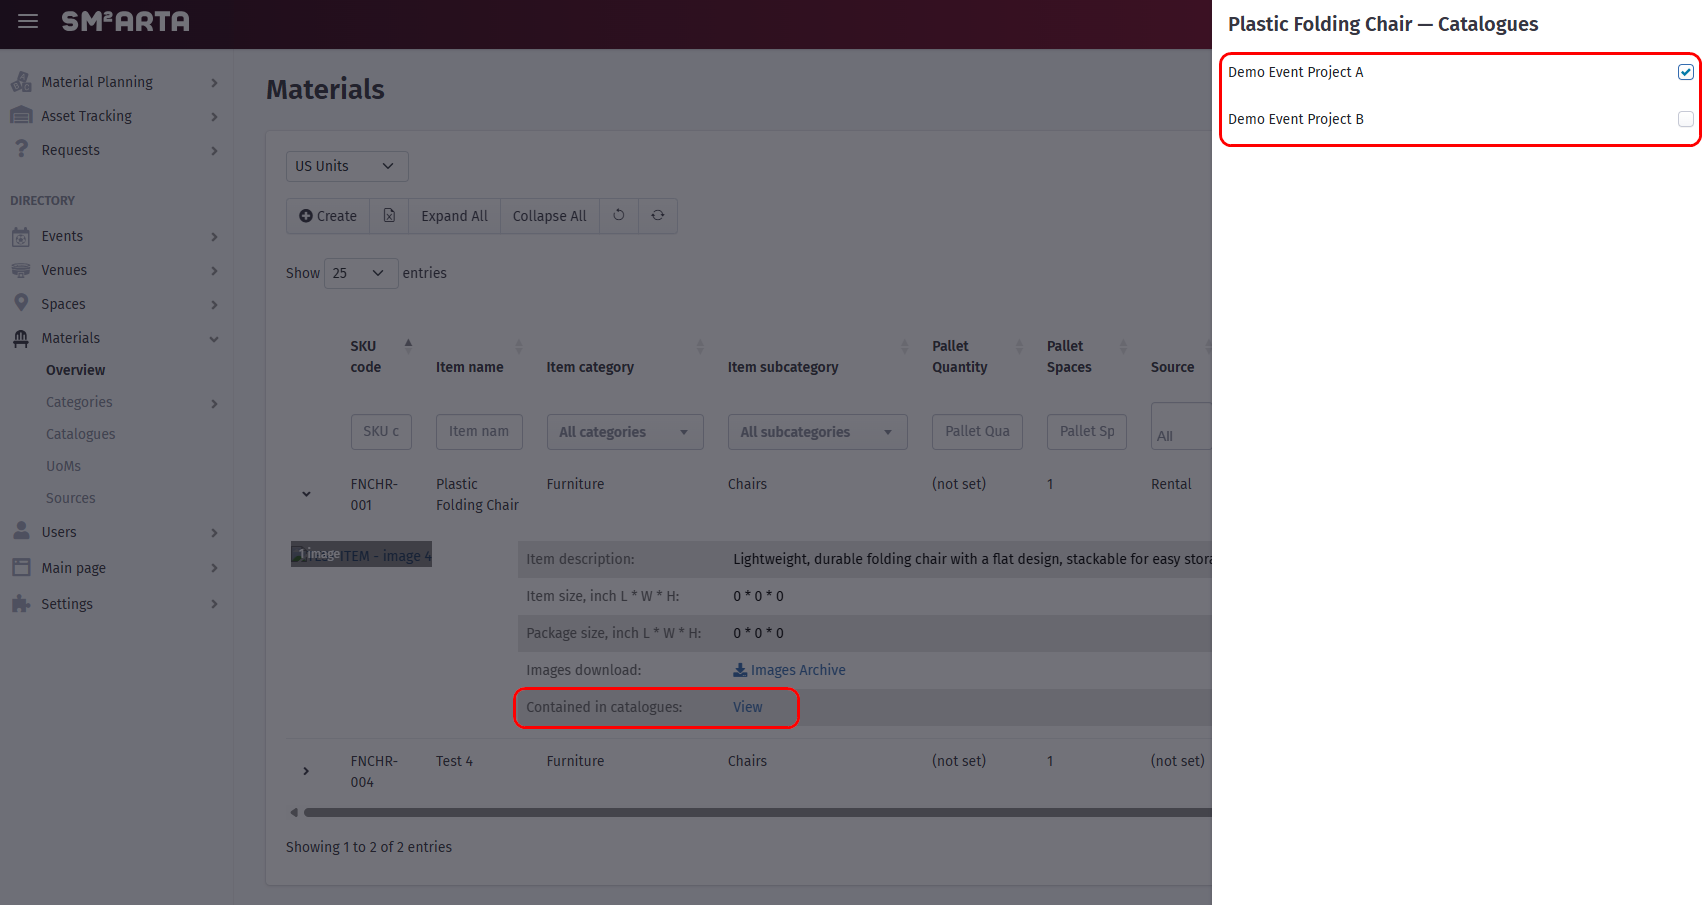 SM²ARTA
Material Planning
Asset Tracking
Requests
DIRECTORY
Events
Venues
Spaces
Materials
Overview
Categories
Catalogues
UoMs
Sources
Users
Main page
Settings
Materials
US Units
Create Expand All Collapse All
Show 25 entries
SKU code Item name Item category Item subcategory Pallet Quantity Pallet Spaces Source
SKU c Item nam All categories All subcategories Pallet Qua Pallet Sp All
FNCHR-001 Plastic Folding Chair Furniture Chairs (not set) 1 Rental
1 image ITEM - image 4
Item description: Lightweight, durable folding chair with a flat design, stackable for easy stora
Item size, inch L * W * H: 0 * 0 * 0
Package size, inch L * W * H: 0 * 0 * 0
Images download: Images Archive
Contained in catalogues: View
FNCHR-004 Test 4 Furniture Chairs (not set) 1 (not set)
Showing 1 to 2 of 2 entries
Plastic Folding Chair — Catalogues
Demo Event Project A
Demo Event Project B